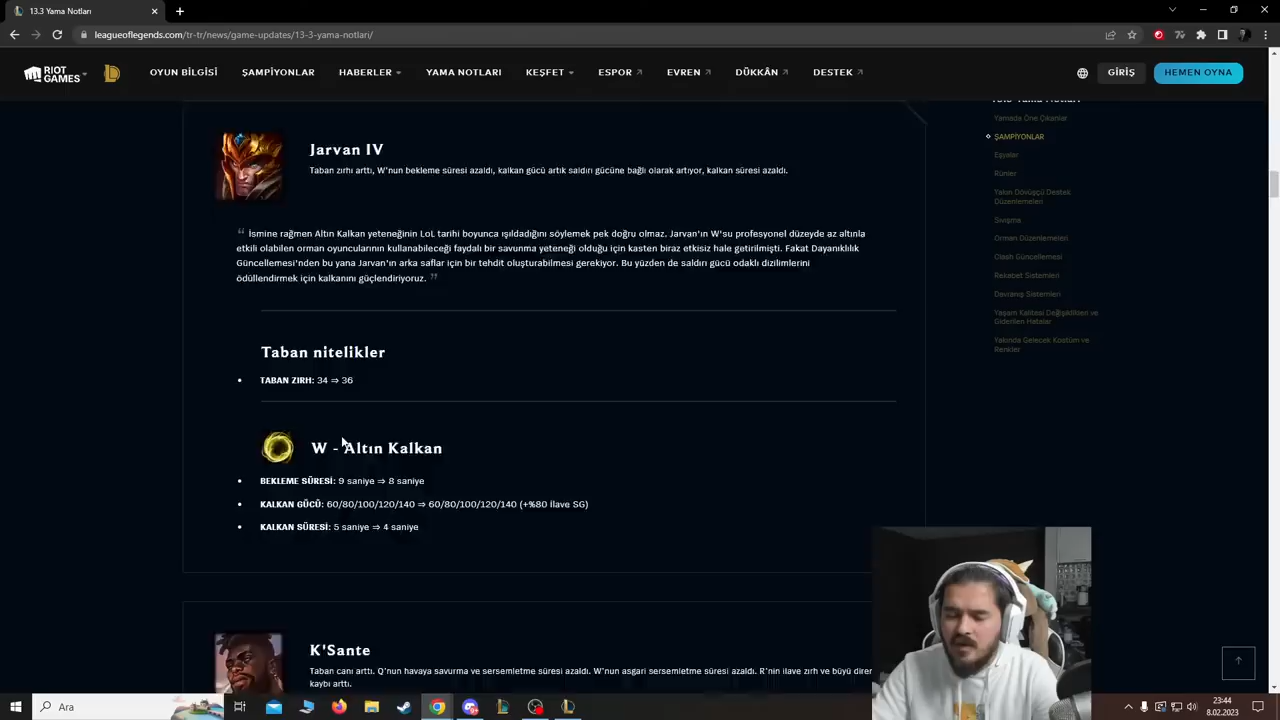 13.3 Yama Notları
leagueoflegends.com/tr-tr/news/game-updates/13-3-yama-notlari/
RIOT GAMES
OYUN BİLGİSİ ŞAMPİYONLAR HABERLER YAMA NOTLARI KEŞFET ESPOR EVREN DÜKKÂN DESTEK GİRİŞ HEMEN OYNA
Jarvan IV
Taban zırhı arttı, W'nun bekleme süresi azaldı, kalkan gücü artık saldırı gücüne bağlı olarak artıyor, kalkan süresi azaldı.
İsmine rağmen Altın Kalkan yeteneğinin LoL tarihi boyunca ışıldadığını söylemek pek doğru olmaz. Jarvan'ın W'su profesyonel düzeyde az altınla
etkili olabilen tank Jarvan'ların kullanabileceği faydalı bir savunma yeteneği olduğu için kasten biraz etkisiz hale getirilmişti. Fakat Dayanıklılık
Güncellemesi'nden bu yana Jarvan'ın arka saflar için bir tehdit oluşturabilmesi gerekiyor. Bu yüzden de saldırı gücü odaklı dizilimlerini
ödüllendirmek için kalkanını güçlendiriyoruz.
Taban Nitelikler
TABAN ZIRH: 34 ⇒ 36
W - Altın Kalkan
BEKLEME SÜRESİ: 9 saniye ⇒ 8 saniye
KALKAN GÜCÜ: 60/80/100/120/140 ⇒ 60/80/100/120/140 (+%80 İlave SG)
KALKAN SÜRESİ: 5 saniye ⇒ 4 saniye
K'Sante
Taban canı arttı. Q'nun havaya savurma ve sersemletme süresi azaldı. W'nun asgari sersemletme süresi azaldı. R'nin ilave zırh ve büyü diren
kaybı arttı.
13.3 Yama Notları
Yamada Öne Çıkanlar
ŞAMPİYONLAR
Eşyalar
Rünler
Yakın Dövüşçü Destek
Düzenlemeleri
Sıvışma
Orman Düzenlemeleri
Clash Güncellemesi
Rekabet Sistemleri
Davranış Sistemleri
Yaşam Kalitesi Değişiklikleri ve
Giderilen Hatalar
Yakında Gelecek Kostüm ve
Renkler
Ara
23:44
8.02.2023